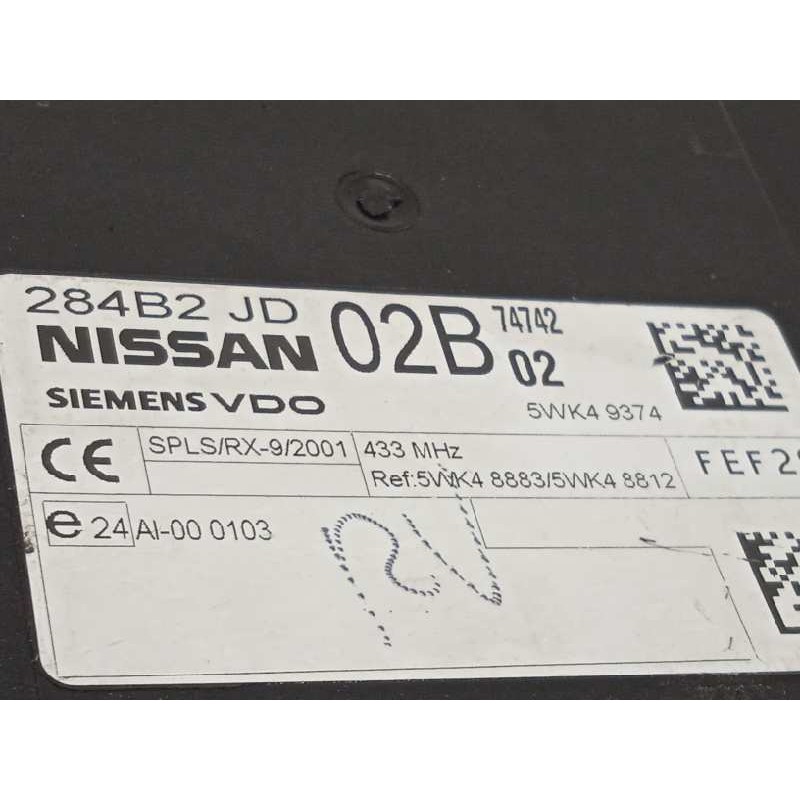 284B2 JD 02B 74742
NISSAN 02
SIEMENS VDO 5WK4 9374
CE SPLS/RX-9/2001 433 MHz FEF2
Ref:5WK4 8883/5WK4 8812
e 24 AI-00 0103